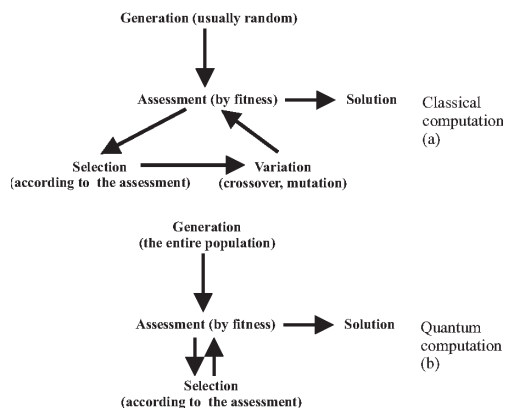 Generation (usually random)
Assessment (by fitness)
Solution
Classical
computation
(a)
Selection
(according to the assessment)
Variation
(crossover, mutation)
Generation
(the entire population)
Assessment (by fitness)
Solution
Quantum
computation
(b)
Selection
(according to the assessment)